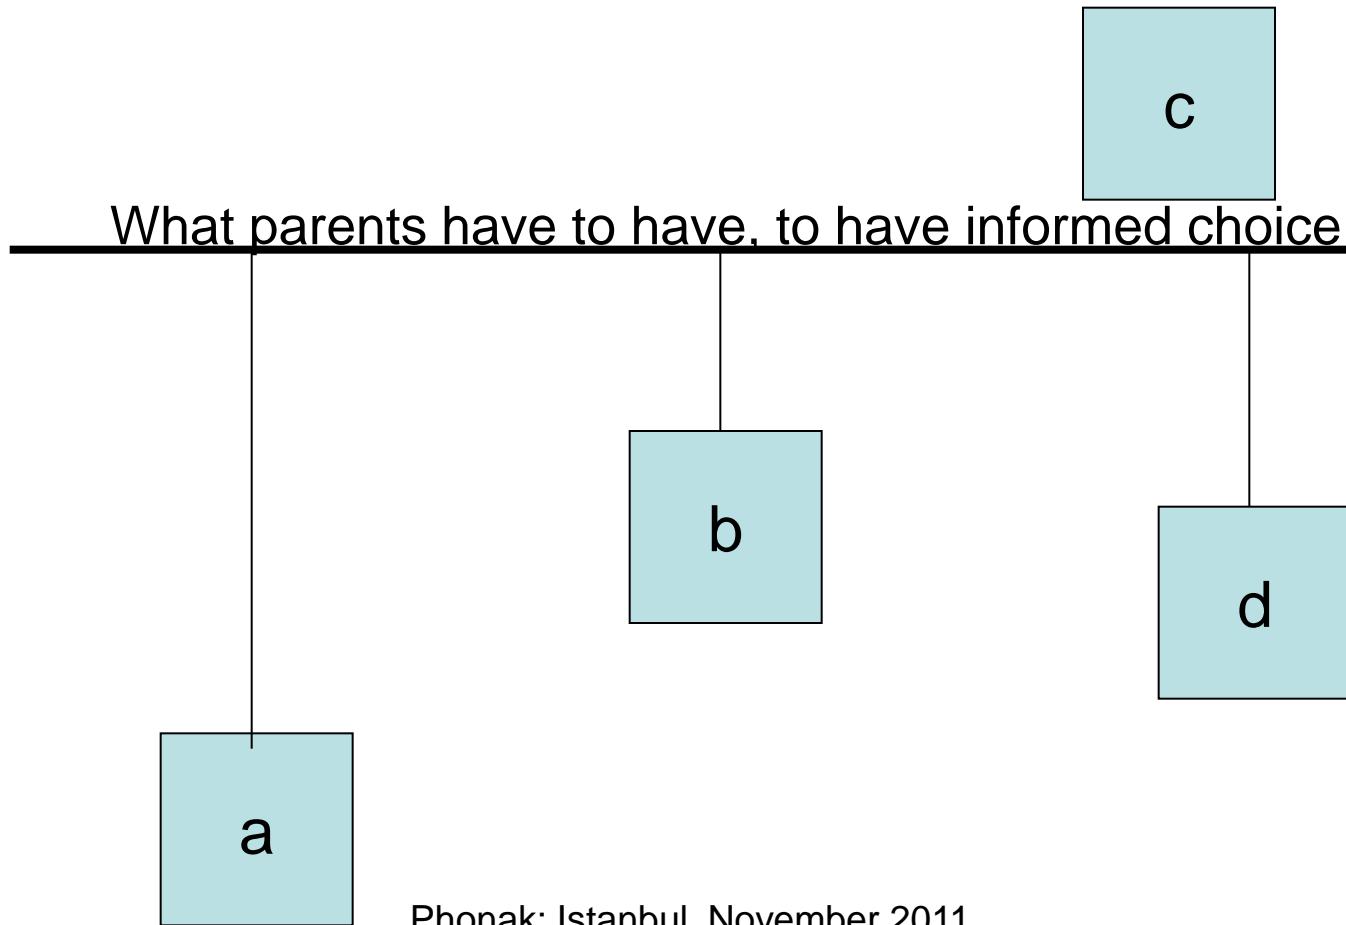 c
What parents have to have, to have informed choice
b
d
a
Phonak: Istanbul, November 2011